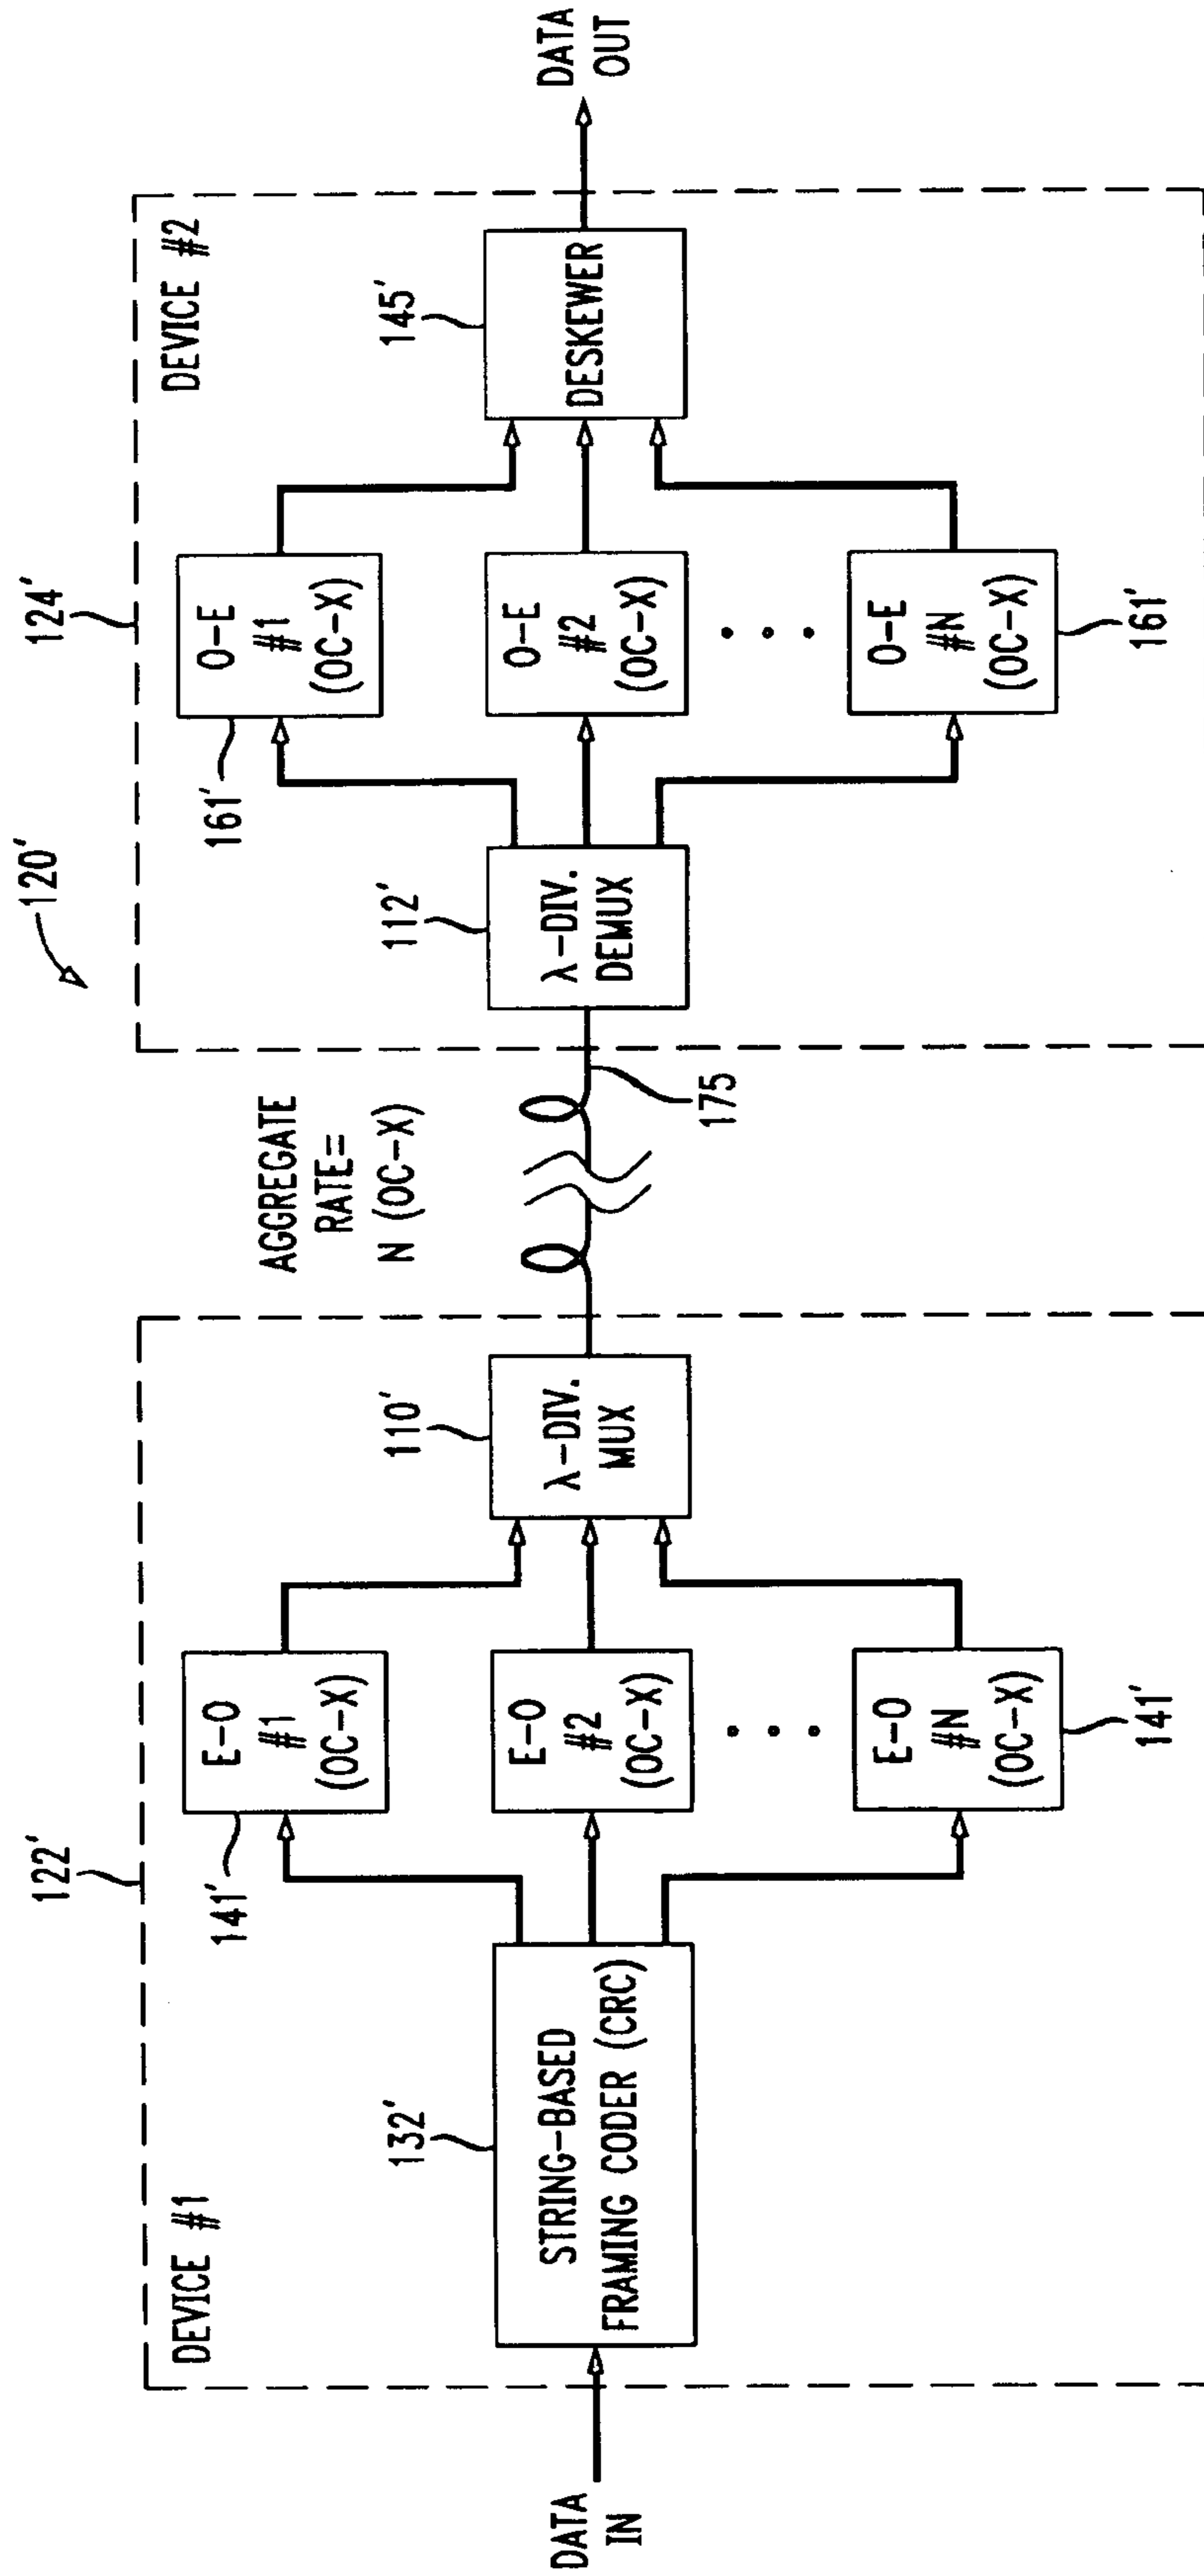 120'
122'
124'
DEVICE #1
DEVICE #2
DATA
IN
132'
STRING-BASED
FRAMING CODER (CRC)
141'
E-O
#1
(OC-X)
E-O
#2
(OC-X)
E-O
#N
(OC-X)
141'
110'
λ-DIV.
MUX
AGGREGATE
RATE=
N (OC-X)
175
112'
λ-DIV.
DEMUX
161'
O-E
#1
(OC-X)
O-E
#2
(OC-X)
O-E
#N
(OC-X)
161'
145'
DESKEWER
DATA
OUT